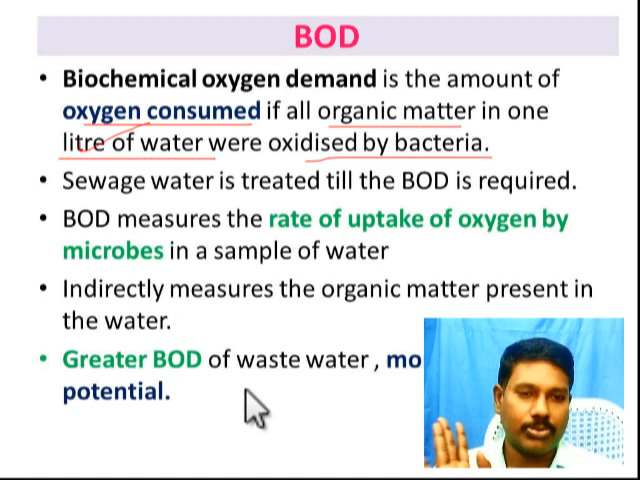 BOD
• Biochemical oxygen demand is the amount of
oxygen consumed if all organic matter in one
litre of water were oxidised by bacteria.
• Sewage water is treated till the BOD is required.
• BOD measures the rate of uptake of oxygen by
microbes in a sample of water
• Indirectly measures the organic matter present in
the water.
• Greater BOD of waste water , mo
potential.